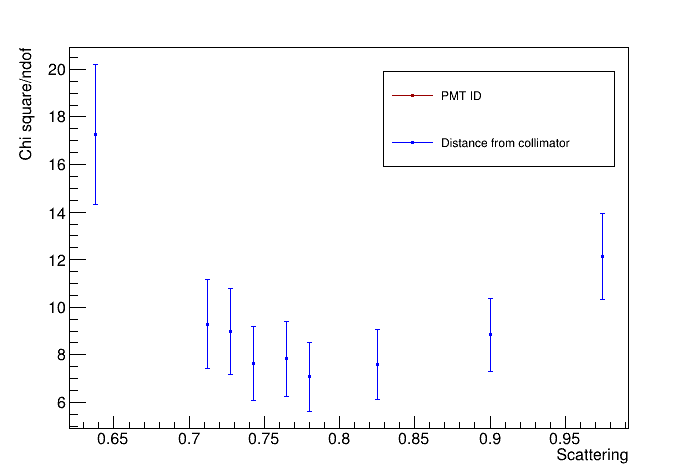 Chi square/ndof
20
18
16
14
12
10
8
6
PMT ID
Distance from collimator
0.65 0.7 0.75 0.8 0.85 0.9 0.95
Scattering